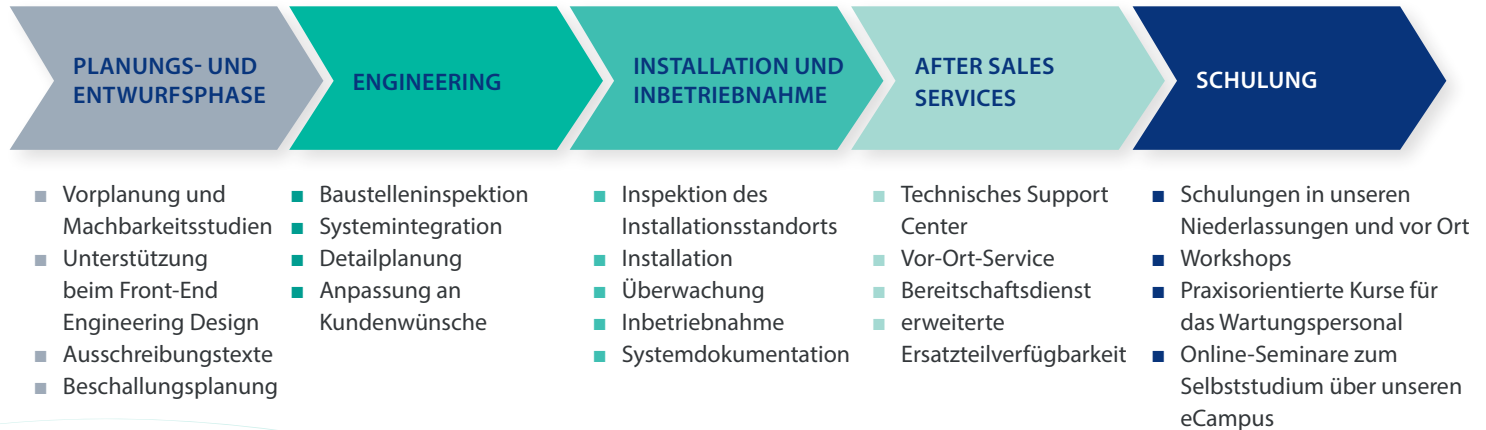 PLANUNGS- UND
ENTWURFSPHASE
ENGINEERING
INSTALLATION UND
INBETRIEBNAHME
AFTER SALES
SERVICES
SCHULUNG
■ Vorplanung und
Machbarkeitsstudien
■ Unterstützung
beim Front-End
Engineering Design
■ Ausschreibungstexte
■ Beschallungsplanung
■ Baustelleninspektion
■ Systemintegration
■ Detailplanung
■ Anpassung an
Kundenwünsche
■ Inspektion des
Installationsstandorts
■ Installation
■ Überwachung
■ Inbetriebnahme
■ Systemdokumentation
■ Technisches Support
Center
■ Vor-Ort-Service
■ Bereitschaftsdienst
■ erweiterte
Ersatzteilverfügbarkeit
■ Schulungen in unseren
Niederlassungen und vor Ort
■ Workshops
■ Praxisorientierte Kurse für
das Wartungspersonal
■ Online-Seminare zum
Selbststudium über unseren
eCampus